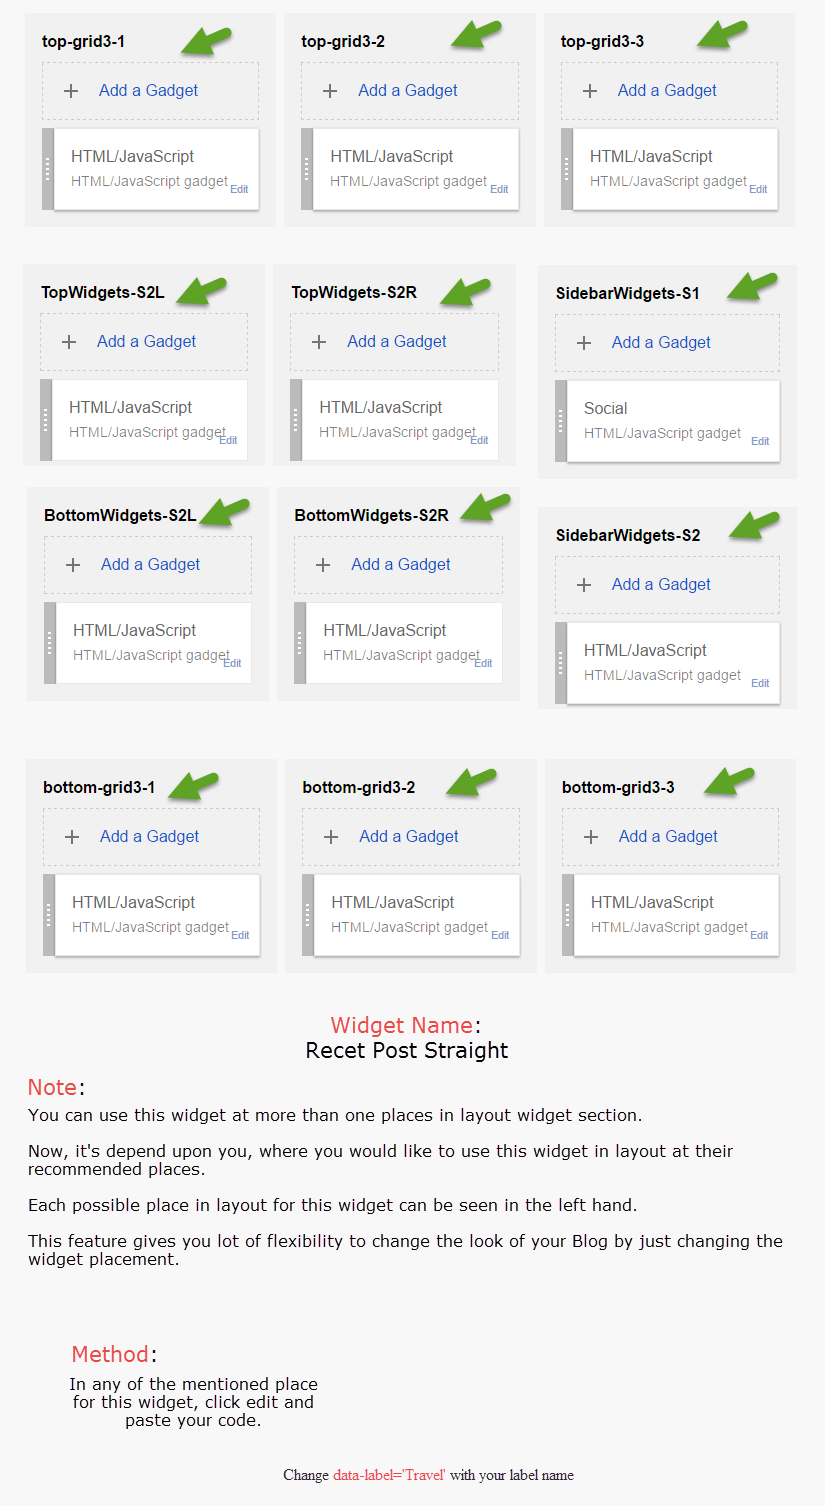 top-grid3-1
top-grid3-2
top-grid3-3
Add a Gadget
Add a Gadget
Add a Gadget
HTML/JavaScript
HTML/JavaScript
HTML/JavaScript
HTML/JavaScript gadget Edit
HTML/JavaScript gadget Edit
HTML/JavaScript gadget Edit
TopWidgets-S2L
TopWidgets-S2R
SidebarWidgets-S1
Add a Gadget
Add a Gadget
Add a Gadget
HTML/JavaScript
HTML/JavaScript
Social
HTML/JavaScript gadget Edit
HTML/JavaScript gadget Edit
HTML/JavaScript gadget Edit
BottomWidgets-S2L
BottomWidgets-S2R
SidebarWidgets-S2
Add a Gadget
Add a Gadget
Add a Gadget
HTML/JavaScript
HTML/JavaScript
HTML/JavaScript
HTML/JavaScript gadget Edit
HTML/JavaScript gadget Edit
HTML/JavaScript gadget Edit
bottom-grid3-1
bottom-grid3-2
bottom-grid3-3
Add a Gadget
Add a Gadget
Add a Gadget
HTML/JavaScript
HTML/JavaScript
HTML/JavaScript
HTML/JavaScript gadget Edit
HTML/JavaScript gadget Edit
HTML/JavaScript gadget Edit
Widget Name:
Recet Post Straight
Note:
You can use this widget at more than one places in layout widget section.
Now, it's depend upon you, where you would like to use this widget in layout at their
recommended places.
Each possible place in layout for this widget can be seen in the left hand.
This feature gives you lot of flexibility to change the look of your Blog by just changing the
widget placement.
Method:
In any of the mentioned place
for this widget, click edit and
paste your code.
Change data-label='Travel' with your label name